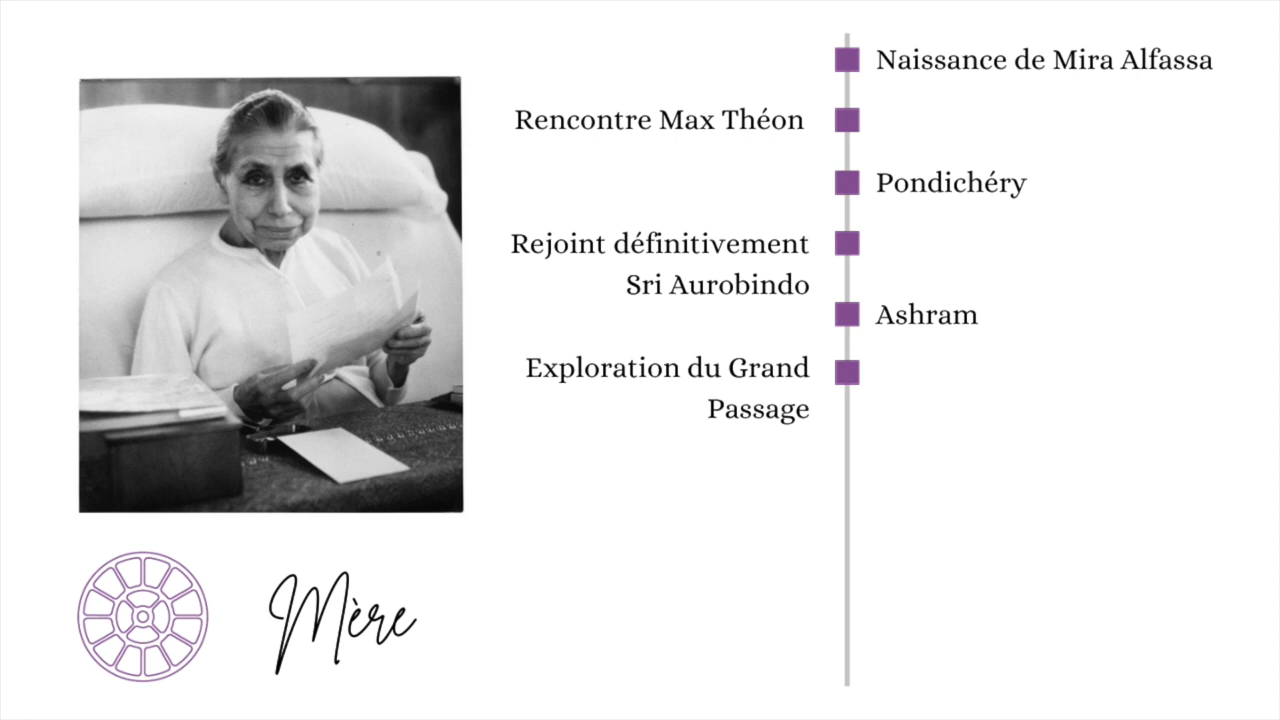 Naissance de Mira Alfassa
Rencontre Max Théon
Pondichéry
Rejoint définitivement
Sri Aurobindo
Ashram
Exploration du Grand
Passage
Mère